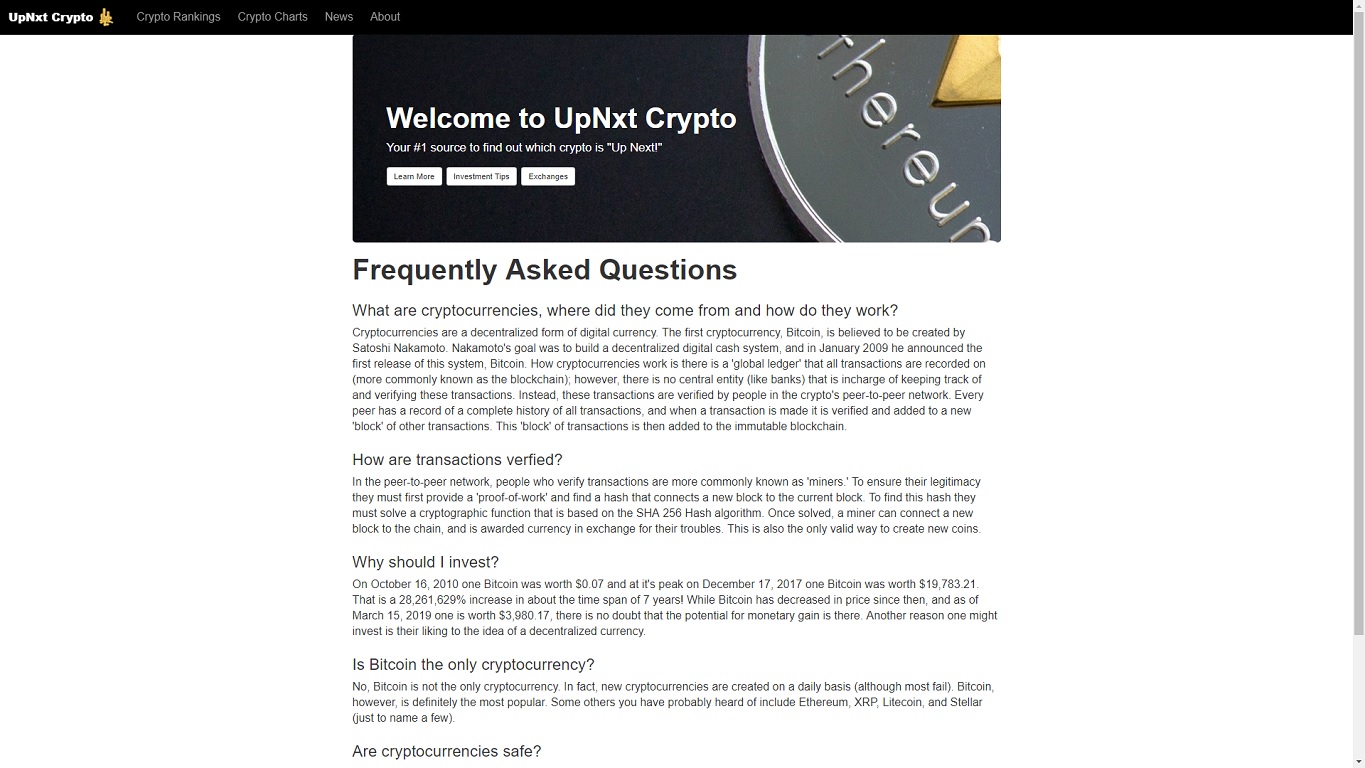 UpNxt Crypto Crypto Rankings Crypto Charts News About
Welcome to UpNxt Crypto
Your #1 source to find out which crypto is "Up Next!"
Learn More Investment Tips Exchanges
thereum
Frequently Asked Questions
What are cryptocurrencies, where did they come from and how do they work?
Cryptocurrencies are a decentralized form of digital currency. The first cryptocurrency, Bitcoin, is believed to be created by
Satoshi Nakamoto. Nakamoto's goal was to build a decentralized digital cash system, and in January 2009 he announced the
first release of this system, Bitcoin. How cryptocurrencies work is there is a 'global ledger' that all transactions are recorded on
(more commonly known as the blockchain); however, there is no central entity (like banks) that is incharge of keeping track of
and verifying these transactions. Instead, these transactions are verified by people in the crypto's peer-to-peer network. Every
peer has a record of a complete history of all transactions, and when a transaction is made it is verified and added to a new
'block' of other transactions. This 'block' of transactions is then added to the immutable blockchain.
How are transactions verfied?
In the peer-to-peer network, people who verify transactions are more commonly known as 'miners.' To ensure their legitimacy
they must first provide a 'proof-of-work' and find a hash that connects a new block to the current block. To find this hash they
must solve a cryptographic function that is based on the SHA 256 Hash algorithm. Once solved, a miner can connect a new
block to the chain, and is awarded currency in exchange for their troubles. This is also the only valid way to create new coins.
Why should I invest?
On October 16, 2010 one Bitcoin was worth $0.07 and at it's peak on December 17, 2017 one Bitcoin was worth $19,783.21.
That is a 28,261,629% increase in about the time span of 7 years! While Bitcoin has decreased in price since then, and as of
March 15, 2019 one is worth $3,980.17, there is no doubt that the potential for monetary gain is there. Another reason one might
invest is their liking to the idea of a decentralized currency.
Is Bitcoin the only cryptocurrency?
No, Bitcoin is not the only cryptocurrency. In fact, new cryptocurrencies are created on a daily basis (although most fail). Bitcoin,
however, is definitely the most popular. Some others you have probably heard of include Ethereum, XRP, Litecoin, and Stellar
(just to name a few).
Are cryptocurrencies safe?